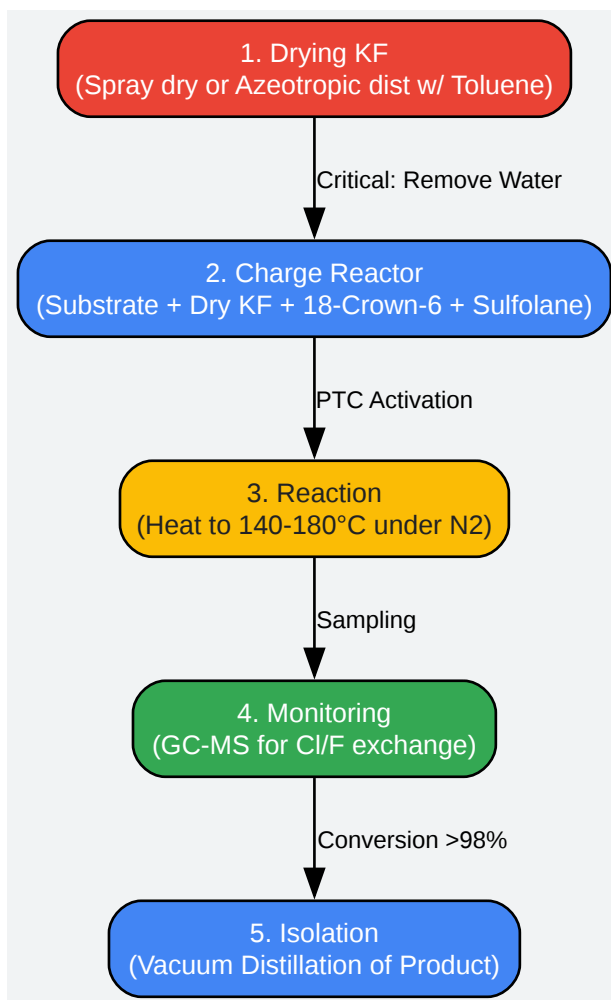 1. Drying KF
(Spray dry or Azeotropic dist w/ Toluene)
Critical: Remove Water
2. Charge Reactor
(Substrate + Dry KF + 18-Crown-6 + Sulfolane)
PTC Activation
3. Reaction
(Heat to 140-180°C under N2)
Sampling
4. Monitoring
(GC-MS for Cl/F exchange)
Conversion >98%
5. Isolation
(Vacuum Distillation of Product)